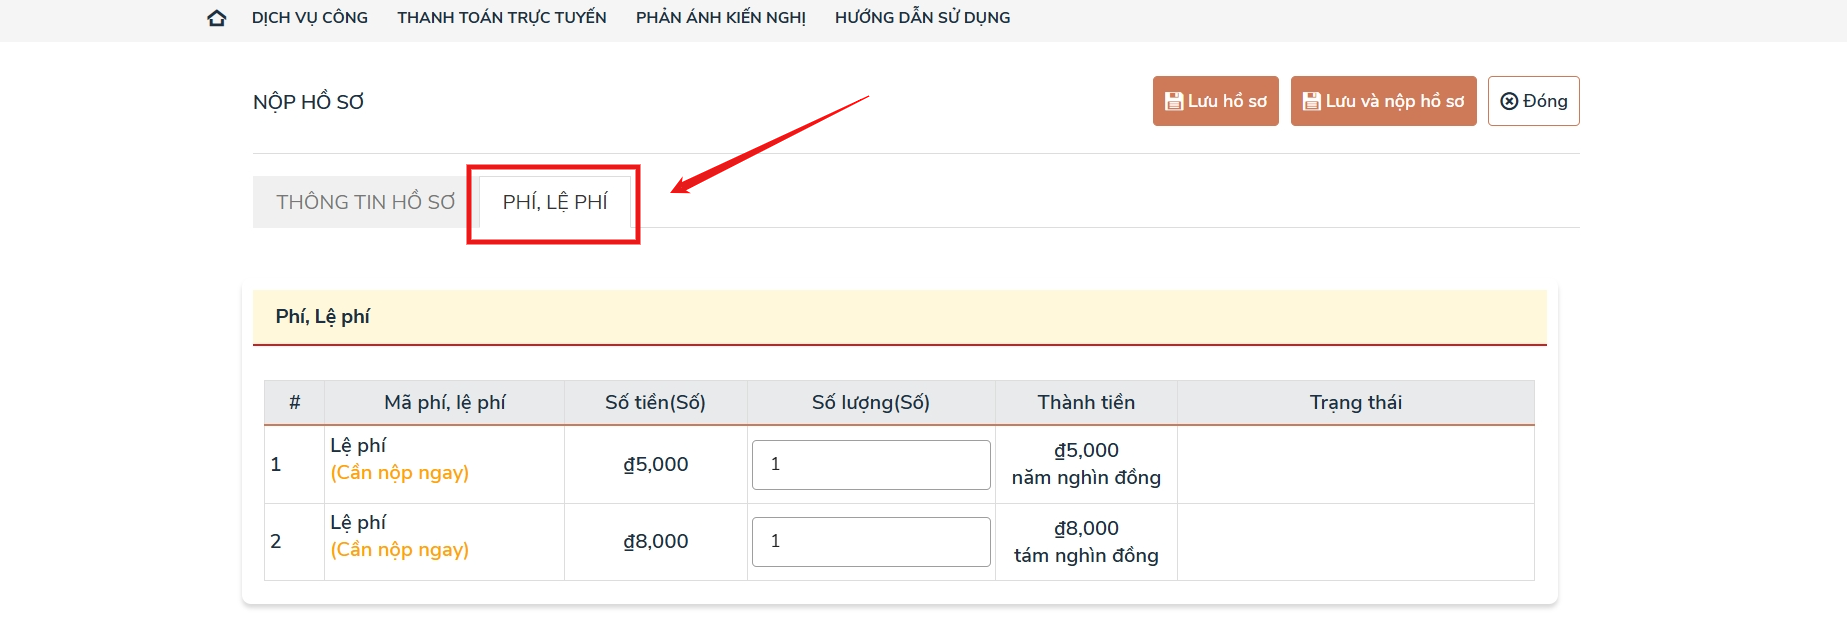 DỊCH VỤ CÔNG THANH TOÁN TRỰC TUYẾN PHẢN ÁNH KIẾN NGHỊ HƯỚNG DẪN SỬ DỤNG
NỘP HỒ SƠ Lưu hồ sơ Lưu và nộp hồ sơ Đóng
THÔNG TIN HỒ SƠ PHÍ, LỆ PHÍ
Phí, Lệ phí
# Mã phí, lệ phí Số tiền(Số) Số lượng(Số) Thành tiền Trạng thái
1 Lệ phí (Cần nộp ngay) ₫5,000 1 ₫5,000 năm nghìn đồng
2 Lệ phí (Cần nộp ngay) ₫8,000 1 ₫8,000 tám nghìn đồng